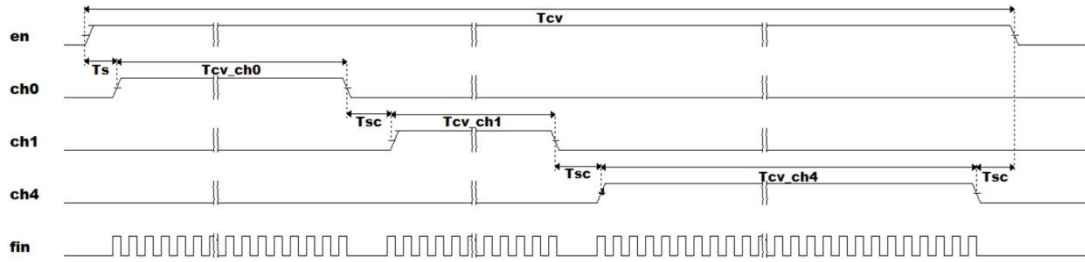 Tcv
en
Ts Tcv_ch0
ch0
Tsc Tcv_ch1
ch1
Tsc Tcv_ch4 Tsc
ch4
fin